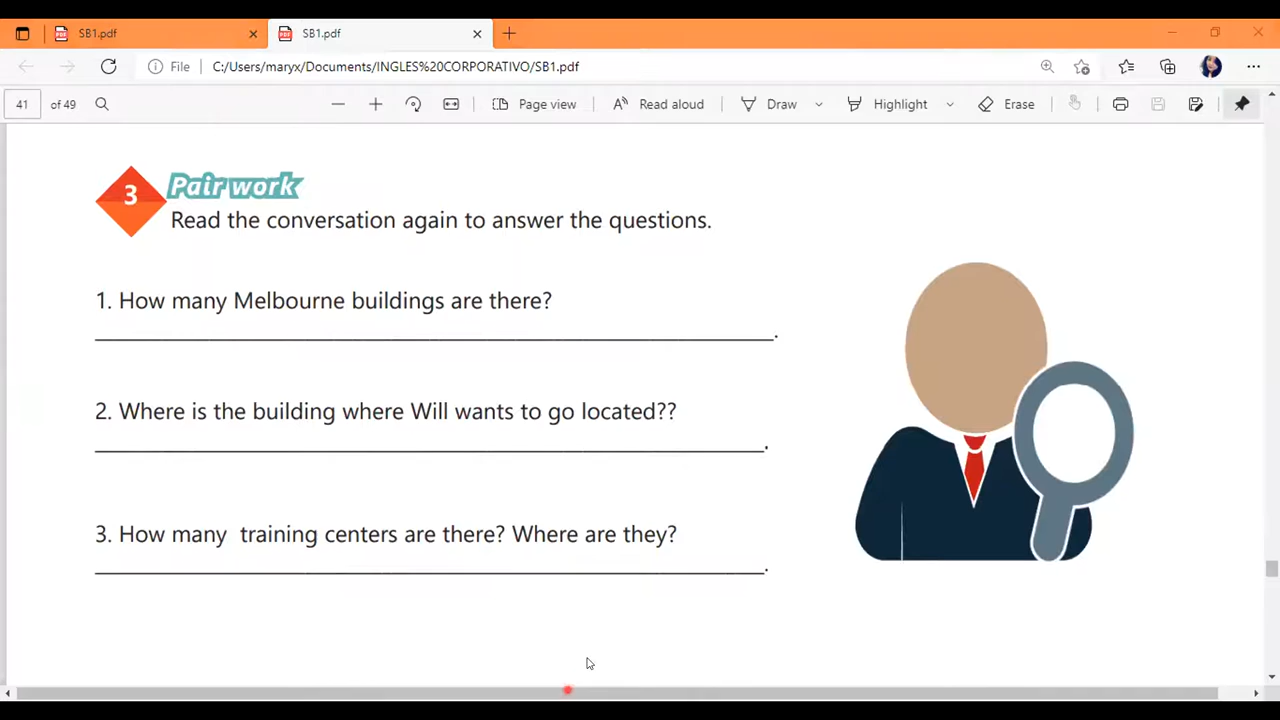 SB1.pdf
SB1.pdf
File
C:/Users/maryx/Documents/INGLES%20CORPORATIVO/SB1.pdf
41 of 49
Page view
Read aloud
Draw
Highlight
Erase
3 Pair work
Read the conversation again to answer the questions.
1. How many Melbourne buildings are there?
2. Where is the building where Will wants to go located??
3. How many  training centers are there? Where are they?